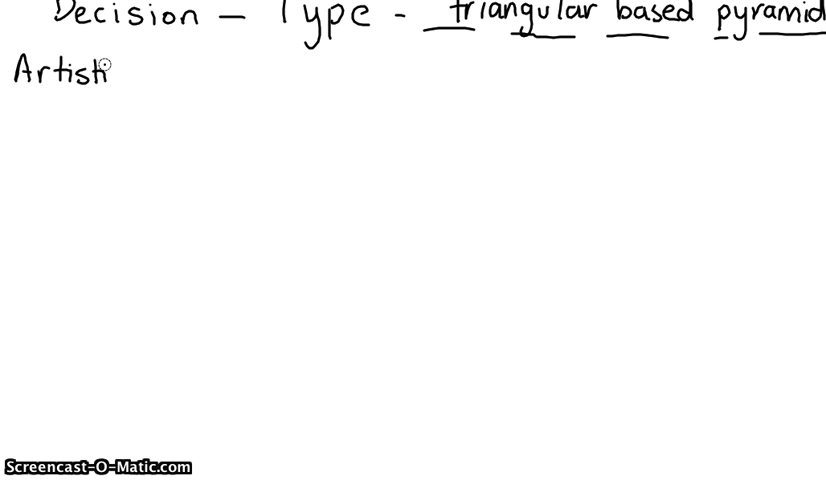 Decision - Type - triangular based pyramid
Artist
Screencast-O-Matic.com